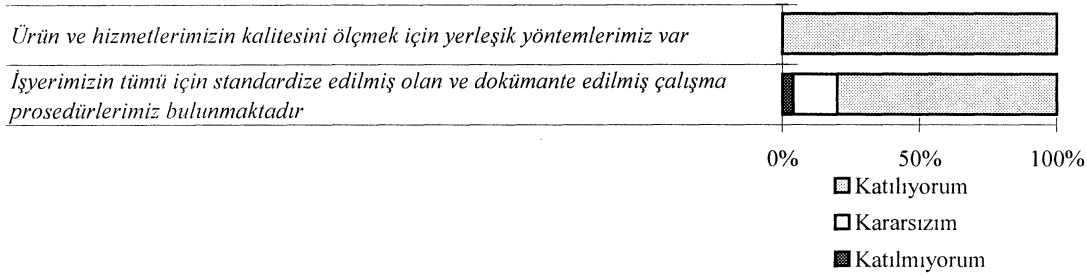 Ürün ve hizmetlerimizin kalitesini ölçmek için yerleşik yöntemlerimiz var
İşyerimizin tümü için standardize edilmiş olan ve dokümante edilmiş çalışma
prosedürlerimiz bulunmaktadır
0% 50% 100%
Katılıyorum
Kararsızım
Katılmıyorum